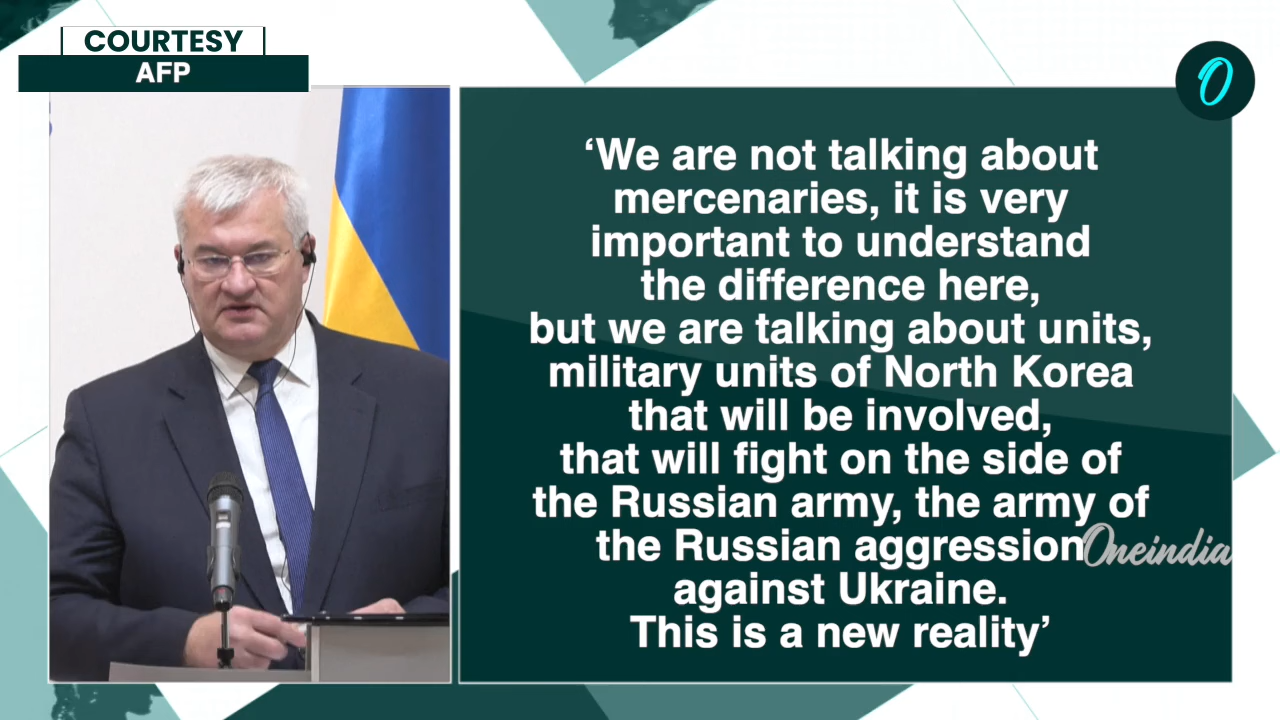 COURTESY
AFP
‘We are not talking about
mercenaries, it is very
important to understand
the difference here,
but we are talking about units,
military units of North Korea
that will be involved,
that will fight on the side of
the Russian army, the army of
the Russian aggression
Oneindia
against Ukraine.
This is a new reality’